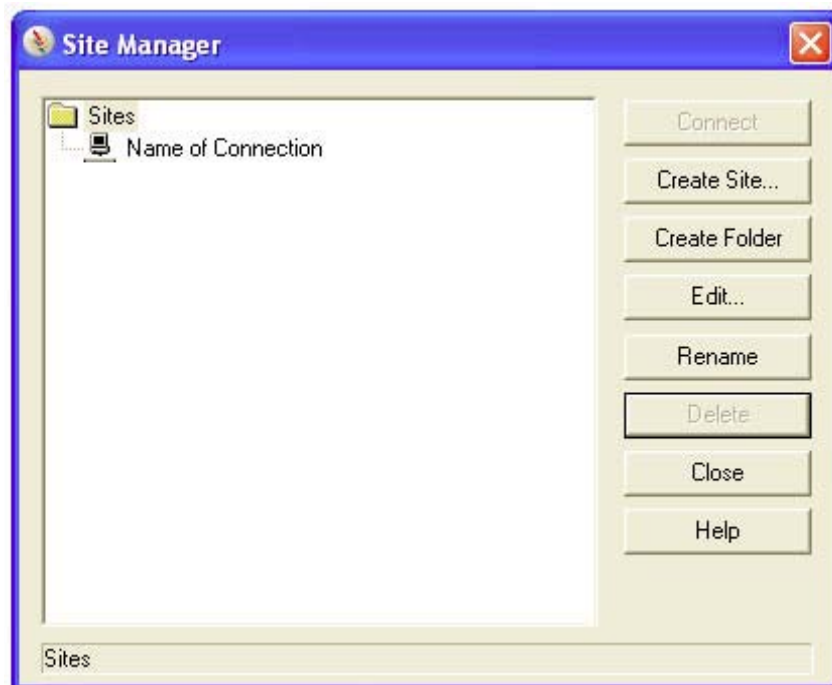 Site Manager
Sites
Name of Connection
Connect
Create Site...
Create Folder
Edit...
Rename
Delete
Close
Help
Sites